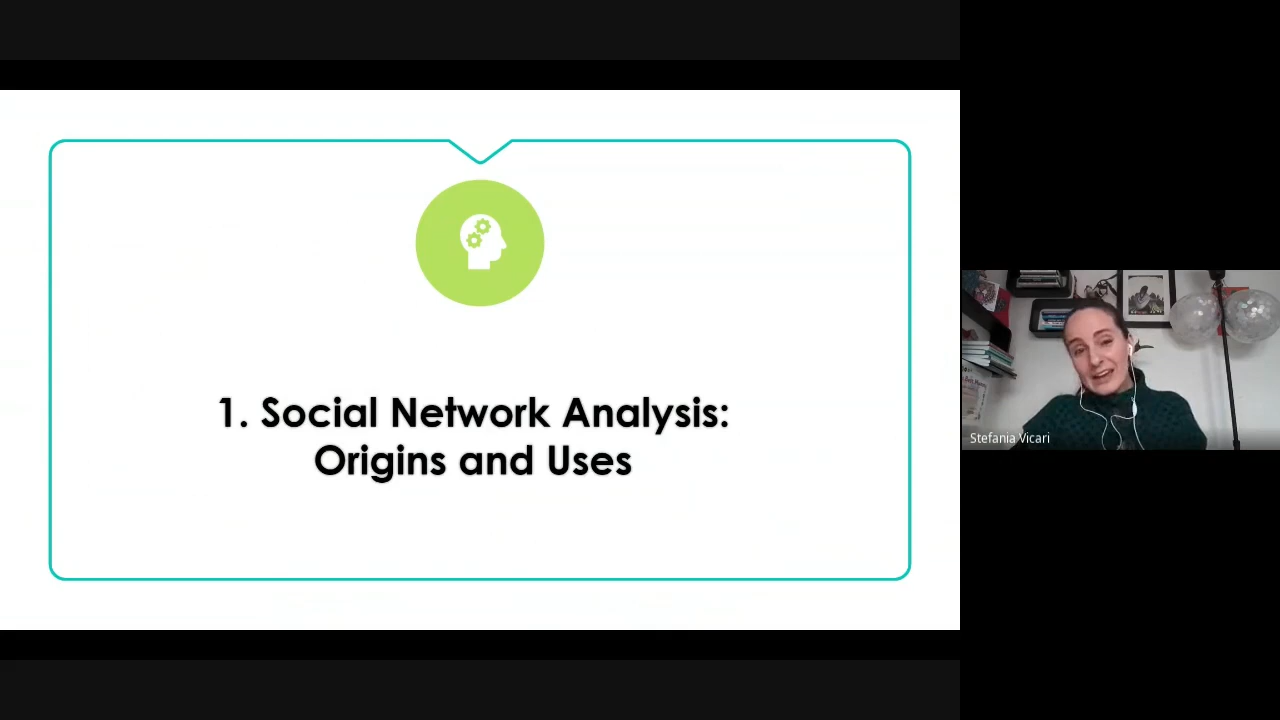 1. Social Network Analysis:
Origins and Uses
Stefania Vicari